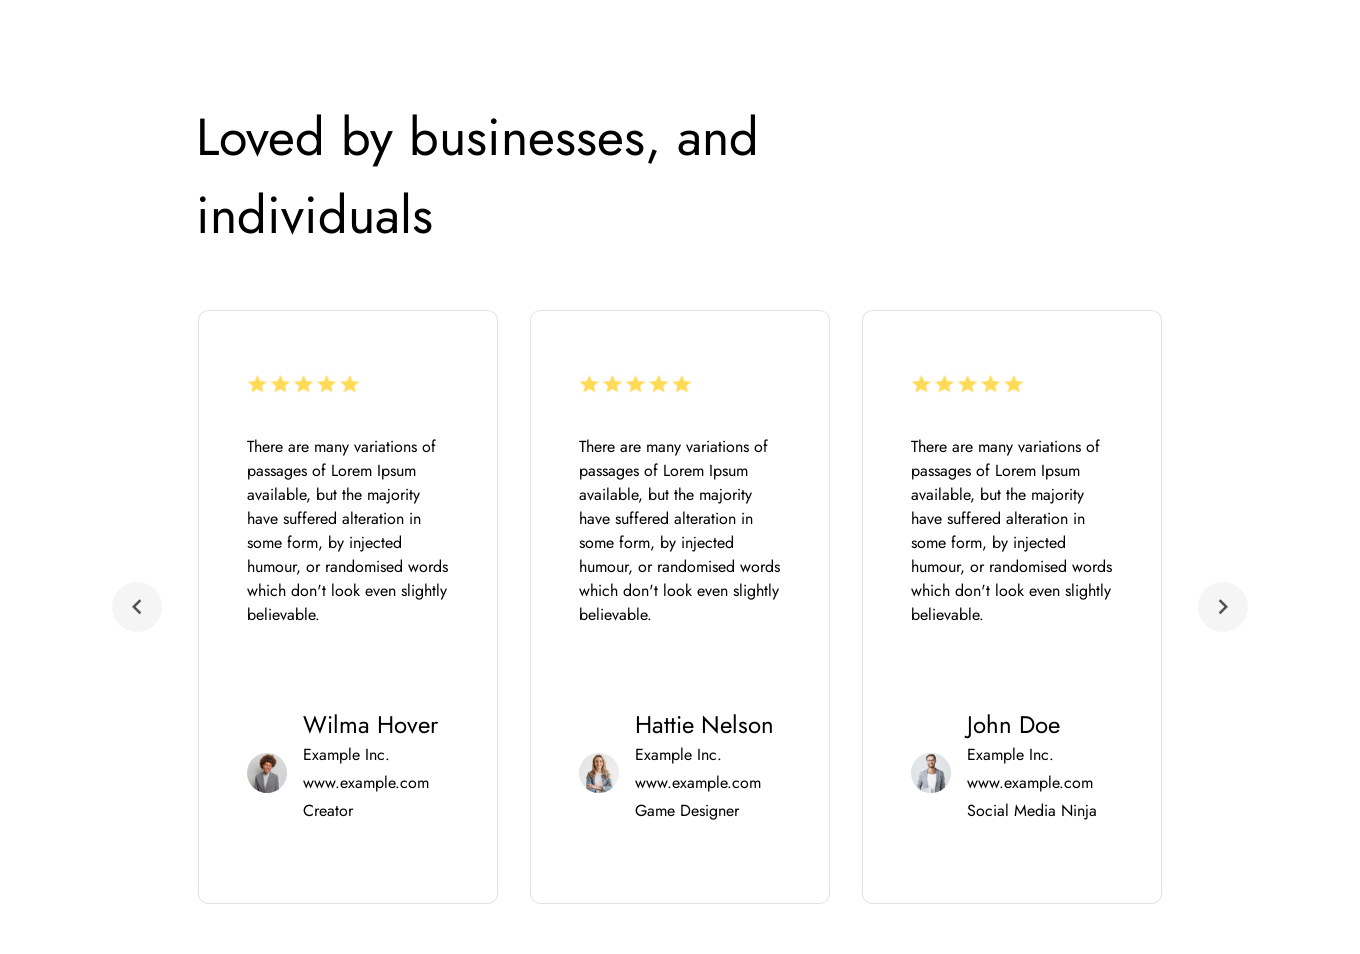 Loved by businesses, and
individuals
There are many variations of
passages of Lorem Ipsum
available, but the majority
have suffered alteration in
some form, by injected
humour, or randomised words
which don't look even slightly
believable.
Wilma Hover
Example Inc.
www.example.com
Creator
There are many variations of
passages of Lorem Ipsum
available, but the majority
have suffered alteration in
some form, by injected
humour, or randomised words
which don't look even slightly
believable.
Hattie Nelson
Example Inc.
www.example.com
Game Designer
There are many variations of
passages of Lorem Ipsum
available, but the majority
have suffered alteration in
some form, by injected
humour, or randomised words
which don't look even slightly
believable.
John Doe
Example Inc.
www.example.com
Social Media Ninja